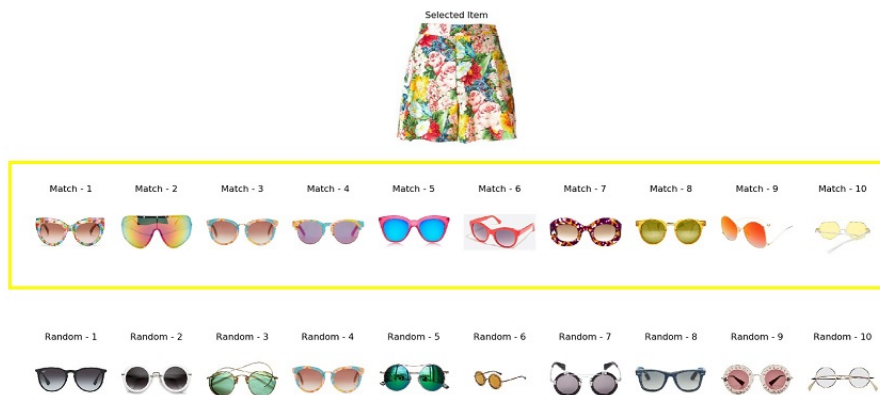 Selected Item
Match - 1 Match - 2 Match - 3 Match - 4 Match - 5 Match - 6 Match - 7 Match - 8 Match - 9 Match - 10
Random - 1 Random - 2 Random - 3 Random - 4 Random - 5 Random - 6 Random - 7 Random - 8 Random - 9 Random - 10